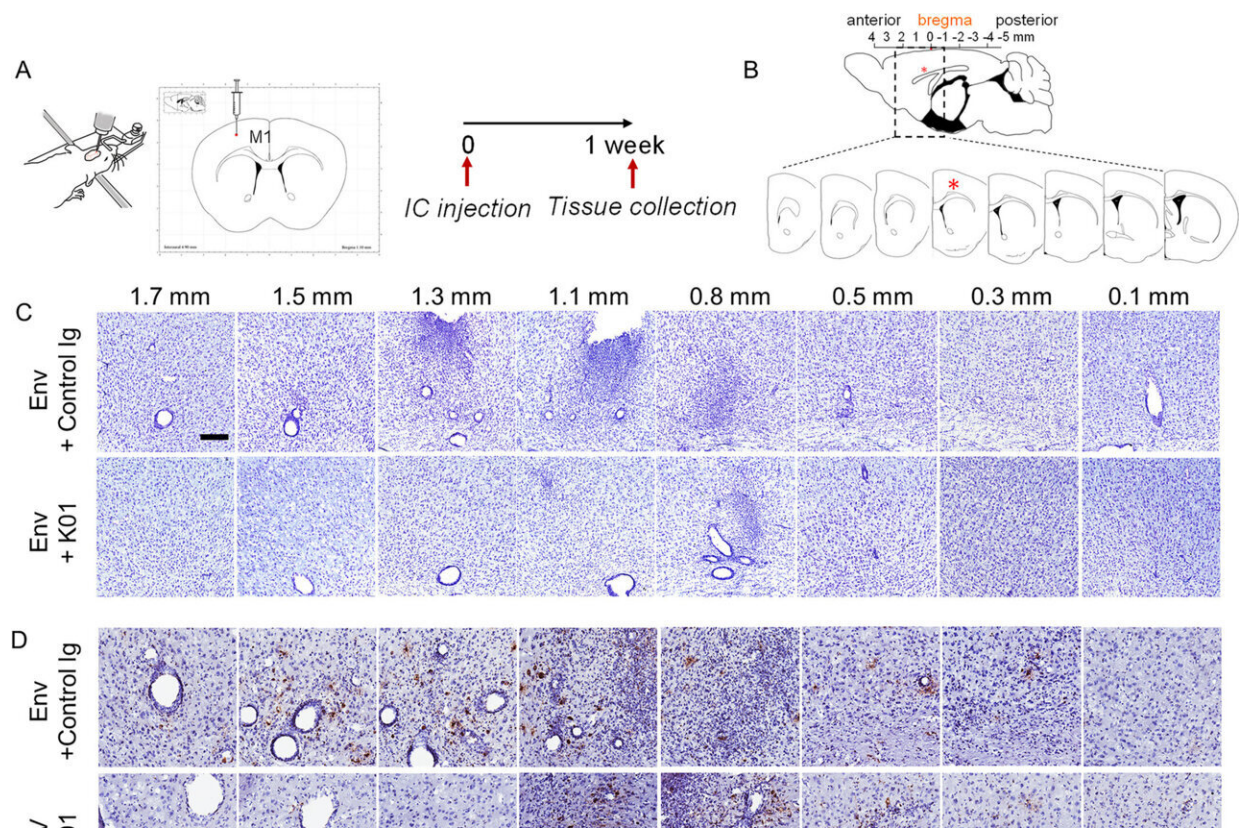 anterior bregma posterior
4 3 2 1 0 -1 -2 -3 -4 -5 mm
A
B
M1
0
1 week
IC injection
Tissue collection
*
*
C
1.7 mm 1.5 mm 1.3 mm 1.1 mm 0.8 mm 0.5 mm 0.3 mm 0.1 mm
Env
+ Control Ig
Env
+ K01
D
Env
+Control Ig